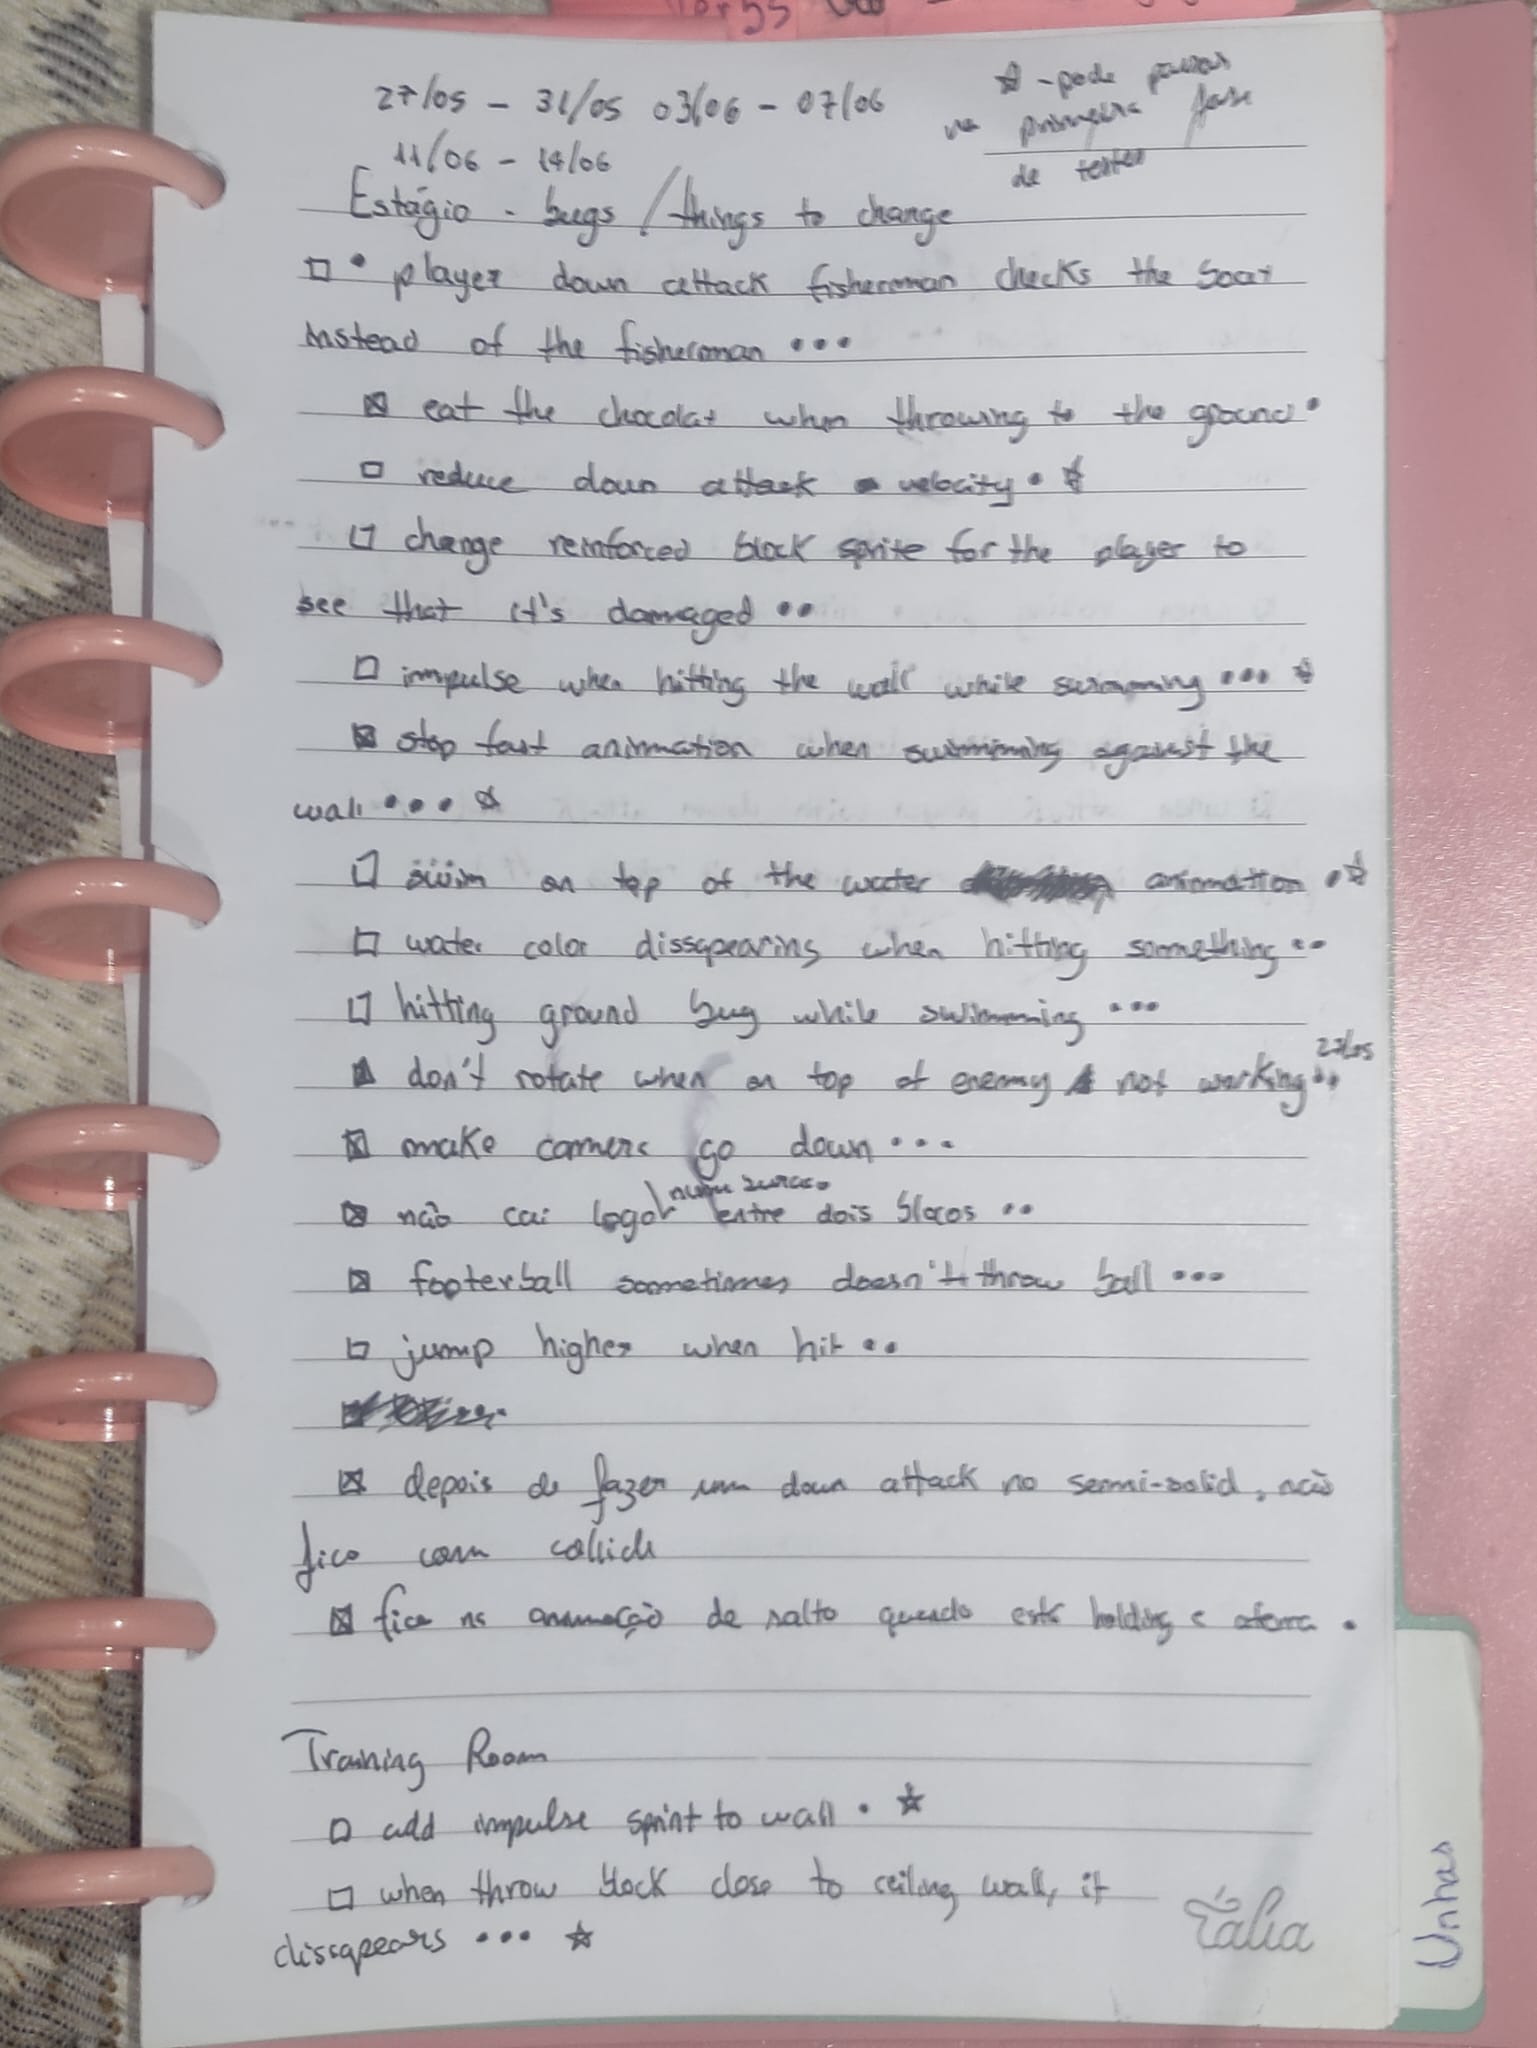 27/05 - 31/05 03/06 - 07/06
☆ - pode passar
na primeira fase
11/06 - 14/06
de testes
Estágio - bugs / things to change
☐ • player down attack fisherman checks the boat
instead of the fisherman •••
☒ eat the chocolat when throwing to the ground •
☐ reduce down attack velocity • ☆
☐ change reinforced block sprite for the player to
see that it's damaged ••
☐ impulse when hitting the wall while swimming ••• ☆
☒ stop fast animation when swimming against the
wall ••• ☆
☐ swim on top of the water animation • ☆
☐ water color dissapearing when hitting something ••
☐ hitting ground bug while swimming •••
27/05
don't rotate when on top of enemy not working ••
☒ make camera go down •••
num buraco
☒ não cai logo entre dois blocos ••
☒ footerball sometimes doesn't throw ball •••
☐ jump higher when hit ••
☒ depois de fazer um down attack no semi-solid, não
fico com collide
☒ fica na animação de salto quando está holding e aterra •
Training Room
☐ add impulse sprint to wall • ☆
☐ when throw block close to ceiling wall, it
dissapears ••• ☆
Tália
Unhas